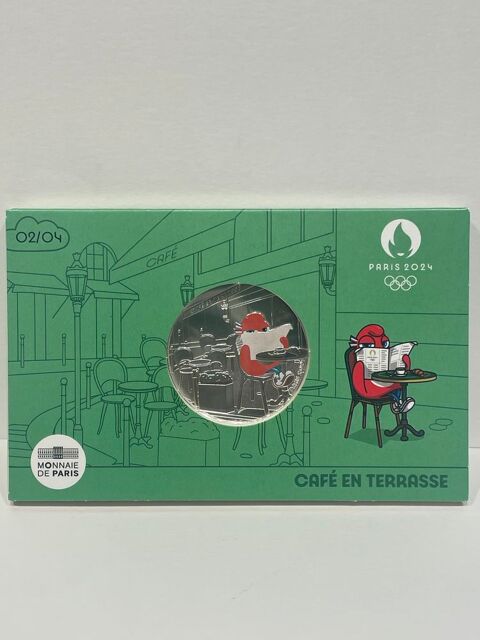 02/04
CAFÉ
PARIS 2024
MONNAIE
DE PARIS
CAFÉ EN TERRASSE